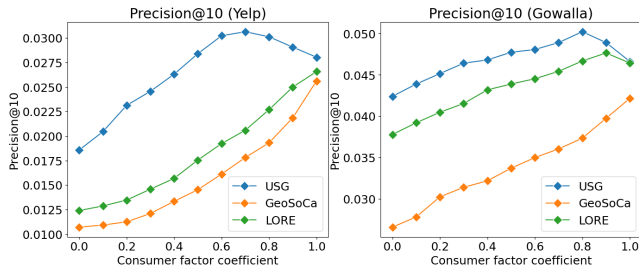 Precision@10 (Yelp)
Precision@10
0.0300
0.0275
0.0250
0.0225
0.0200
0.0175
0.0150
0.0125
0.0100
0.0 0.2 0.4 0.6 0.8 1.0
Consumer factor coefficient
USG
GeoSoCa
LORE
Precision@10 (Gowalla)
Precision@10
0.050
0.045
0.040
0.035
0.030
0.0 0.2 0.4 0.6 0.8 1.0
Consumer factor coefficient
USG
GeoSoCa
LORE